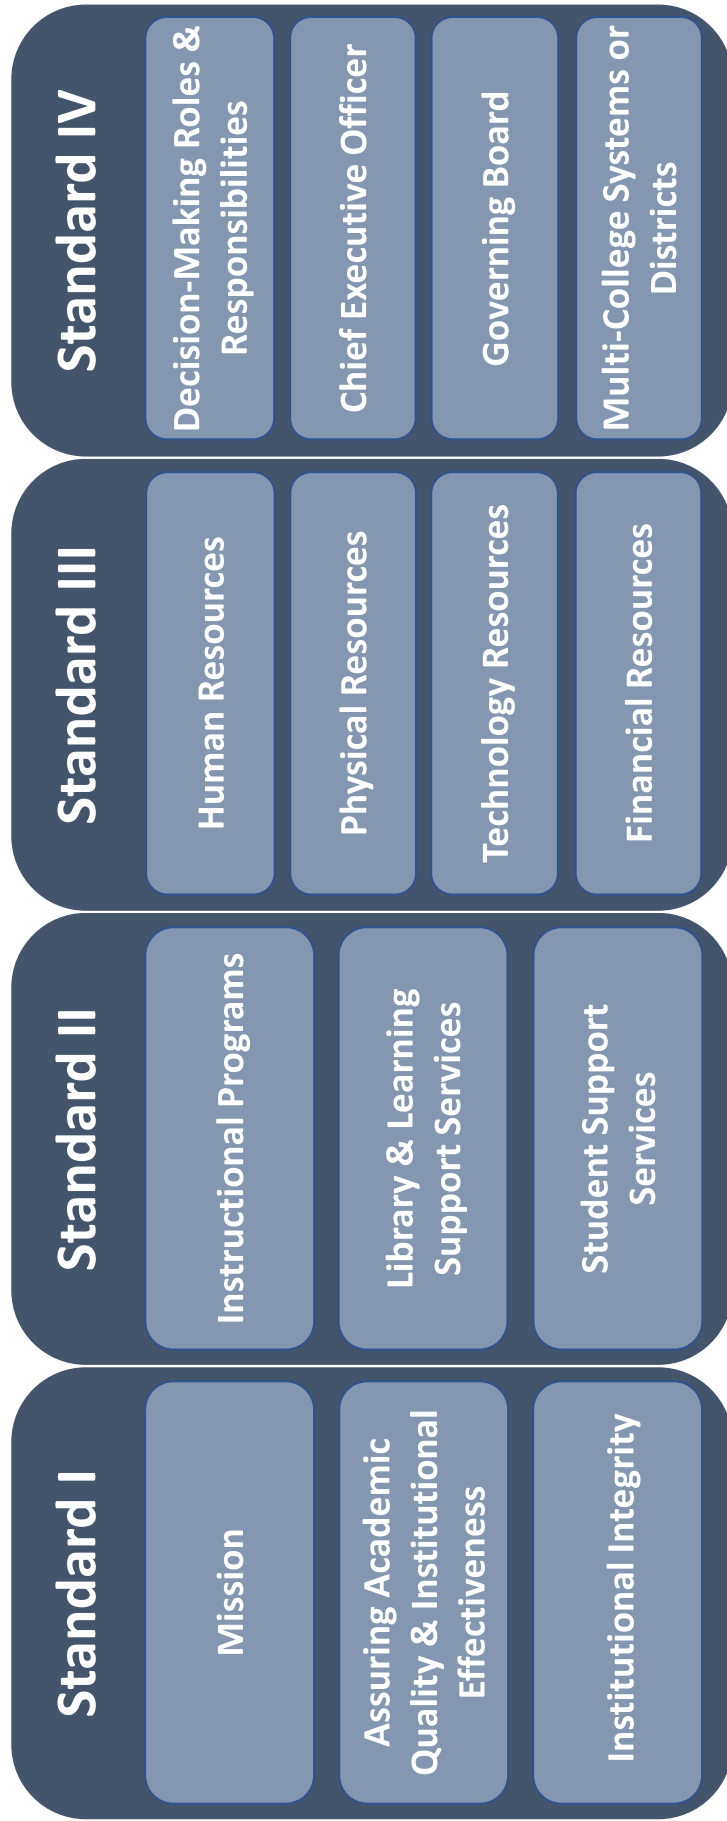 Standard I
Mission
Assuring Academic
Quality & Institutional
Effectiveness
Institutional Integrity
Standard II
Instructional Programs
Library & Learning
Support Services
Student Support
Services
Standard III
Human Resources
Physical Resources
Technology Resources
Financial Resources
Standard IV
Decision-Making Roles &
Responsibilities
Chief Executive Officer
Governing Board
Multi-College Systems or
Districts